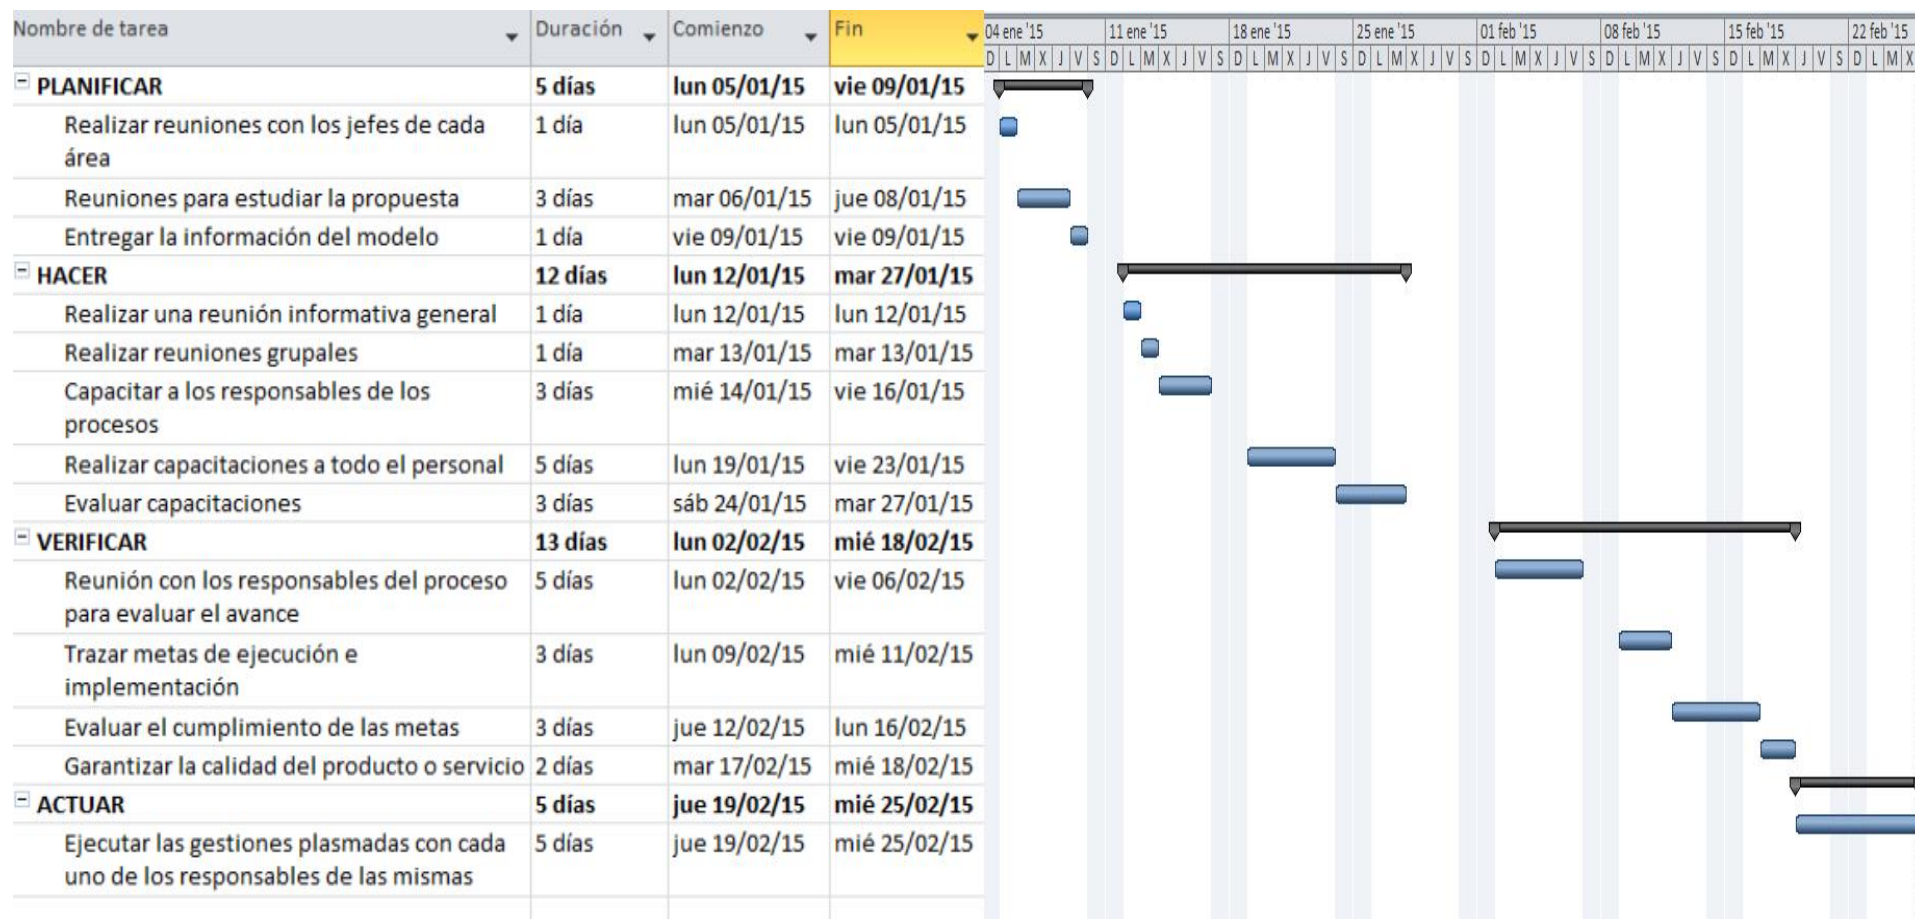 Nombre de tarea Duración Comienzo Fin
04 ene '15 11 ene '15 18 ene '15 25 ene '15 01 feb '15 08 feb '15 15 feb '15 22 feb '15
D L M X J V S D L M X J V S D L M X J V S D L M X J V S D L M X J V S D L M X J V S D L M X J V S D L M X
PLANIFICAR 5 días lun 05/01/15 vie 09/01/15
Realizar reuniones con los jefes de cada 1 día lun 05/01/15 lun 05/01/15
área
Reuniones para estudiar la propuesta 3 días mar 06/01/15 jue 08/01/15
Entregar la información del modelo 1 día vie 09/01/15 vie 09/01/15
HACER 12 días lun 12/01/15 mar 27/01/15
Realizar una reunión informativa general 1 día lun 12/01/15 lun 12/01/15
Realizar reuniones grupales 1 día mar 13/01/15 mar 13/01/15
Capacitar a los responsables de los 3 días mié 14/01/15 vie 16/01/15
procesos
Realizar capacitaciones a todo el personal 5 días lun 19/01/15 vie 23/01/15
Evaluar capacitaciones 3 días sáb 24/01/15 mar 27/01/15
VERIFICAR 13 días lun 02/02/15 mié 18/02/15
Reunión con los responsables del proceso 5 días lun 02/02/15 vie 06/02/15
para evaluar el avance
Trazar metas de ejecución e 3 días lun 09/02/15 mié 11/02/15
implementación
Evaluar el cumplimiento de las metas 3 días jue 12/02/15 lun 16/02/15
Garantizar la calidad del producto o servicio 2 días mar 17/02/15 mié 18/02/15
ACTUAR 5 días jue 19/02/15 mié 25/02/15
Ejecutar las gestiones plasmadas con cada 5 días jue 19/02/15 mié 25/02/15
uno de los responsables de las mismas